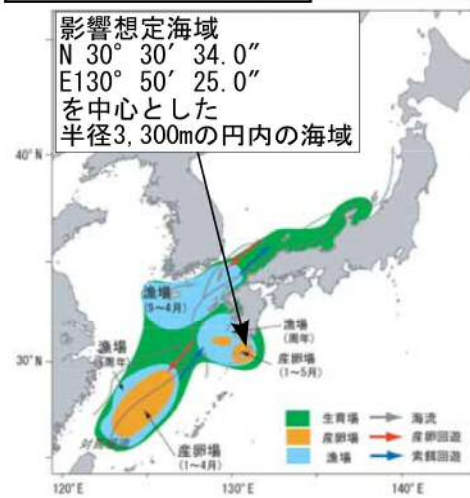 影響想定海域
N 30° 30′ 34.0″
E130° 50′ 25.0″
を中心とした
半径3,300mの円内の海域
40°N
漁場
(5~4月)
漁場
(周年)
漁場
(周年)
30°N
産卵場
(1~5月)
産卵場
(1~4月)
対馬暖流
生育場
海流
産卵場
産卵回遊
漁場
索餌回遊
120°E
130°E
140°E